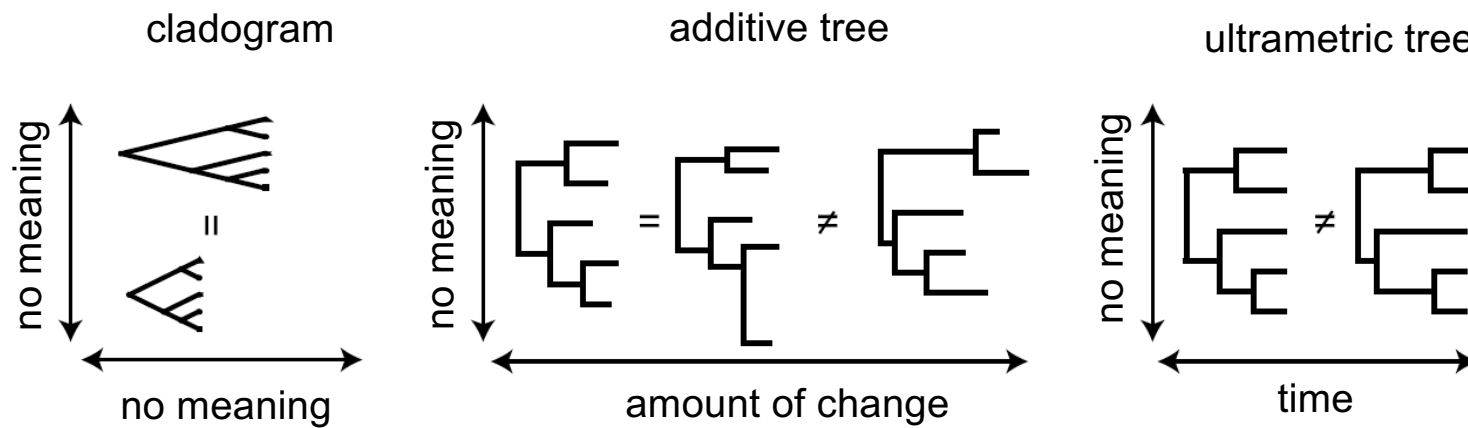 cladogram
additive tree
ultrametric tree
no meaning
=
no meaning
no meaning
= ≠
amount of change
no meaning
≠
time